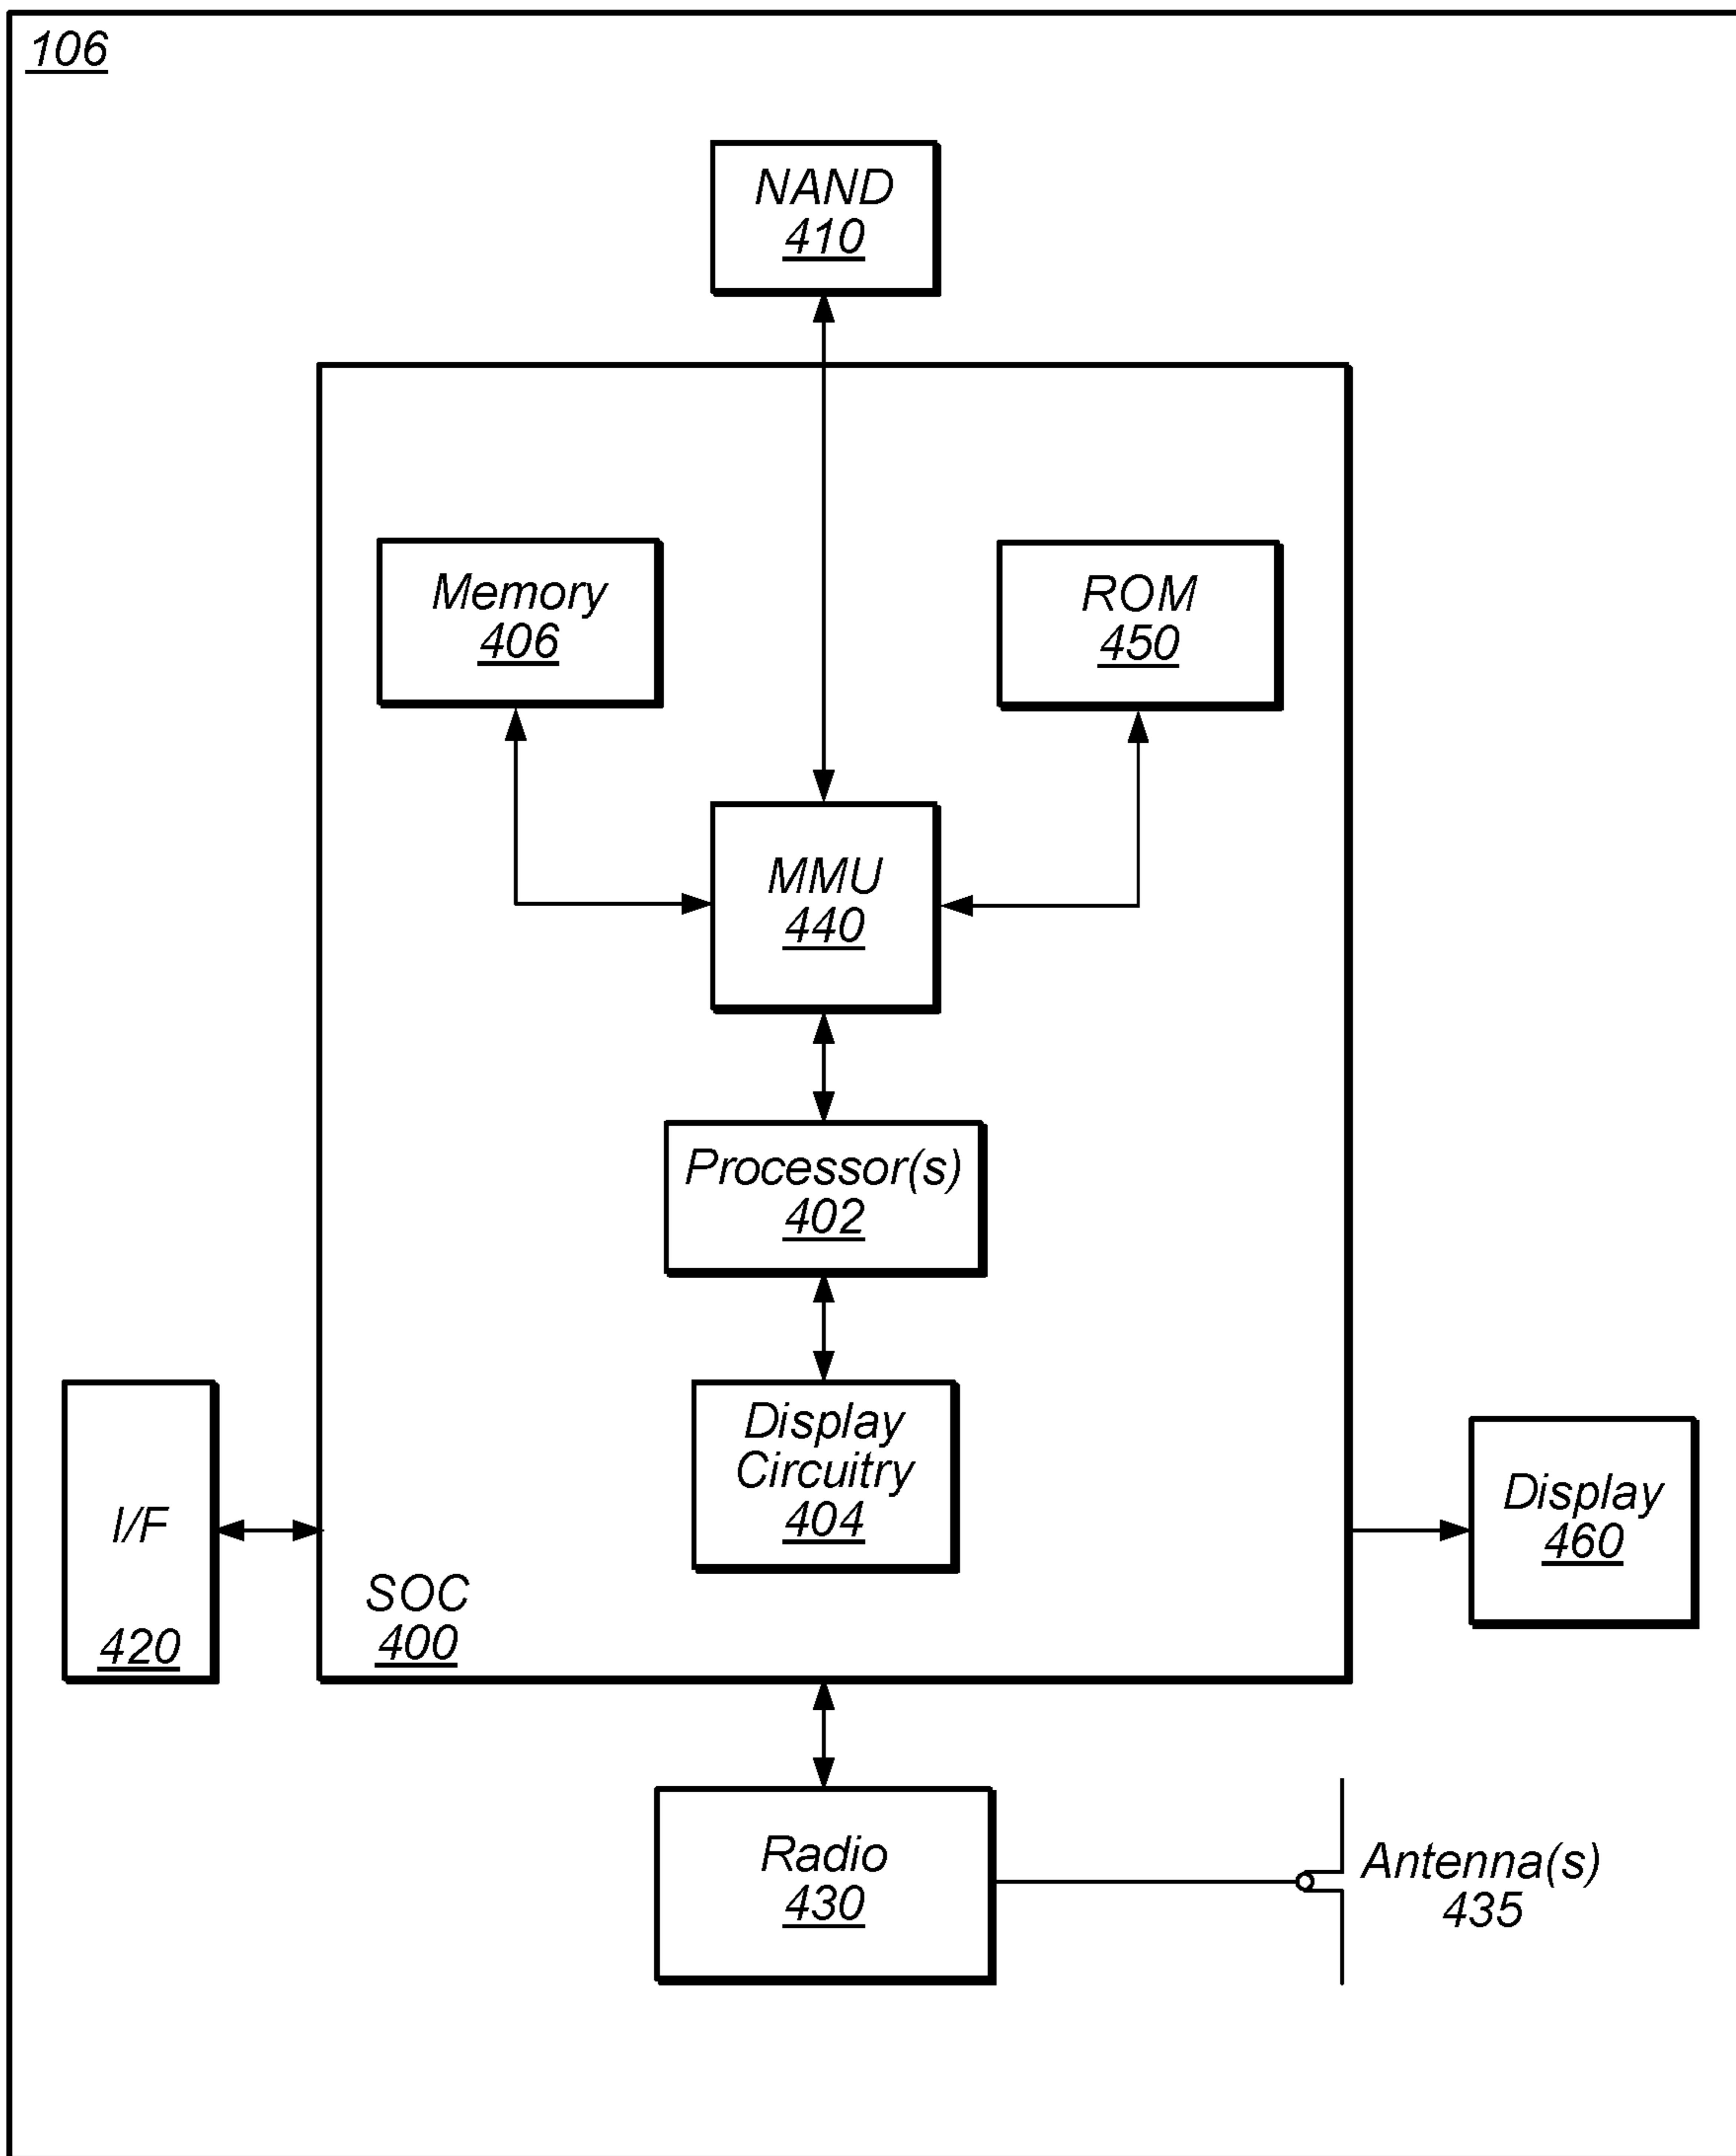 106
NAND
410
Memory
406
ROM
450
MMU
440
Processor(s)
402
Display
Circuitry
404
I/F
420
SOC
400
Display
460
Radio
430
Antenna(s)
435